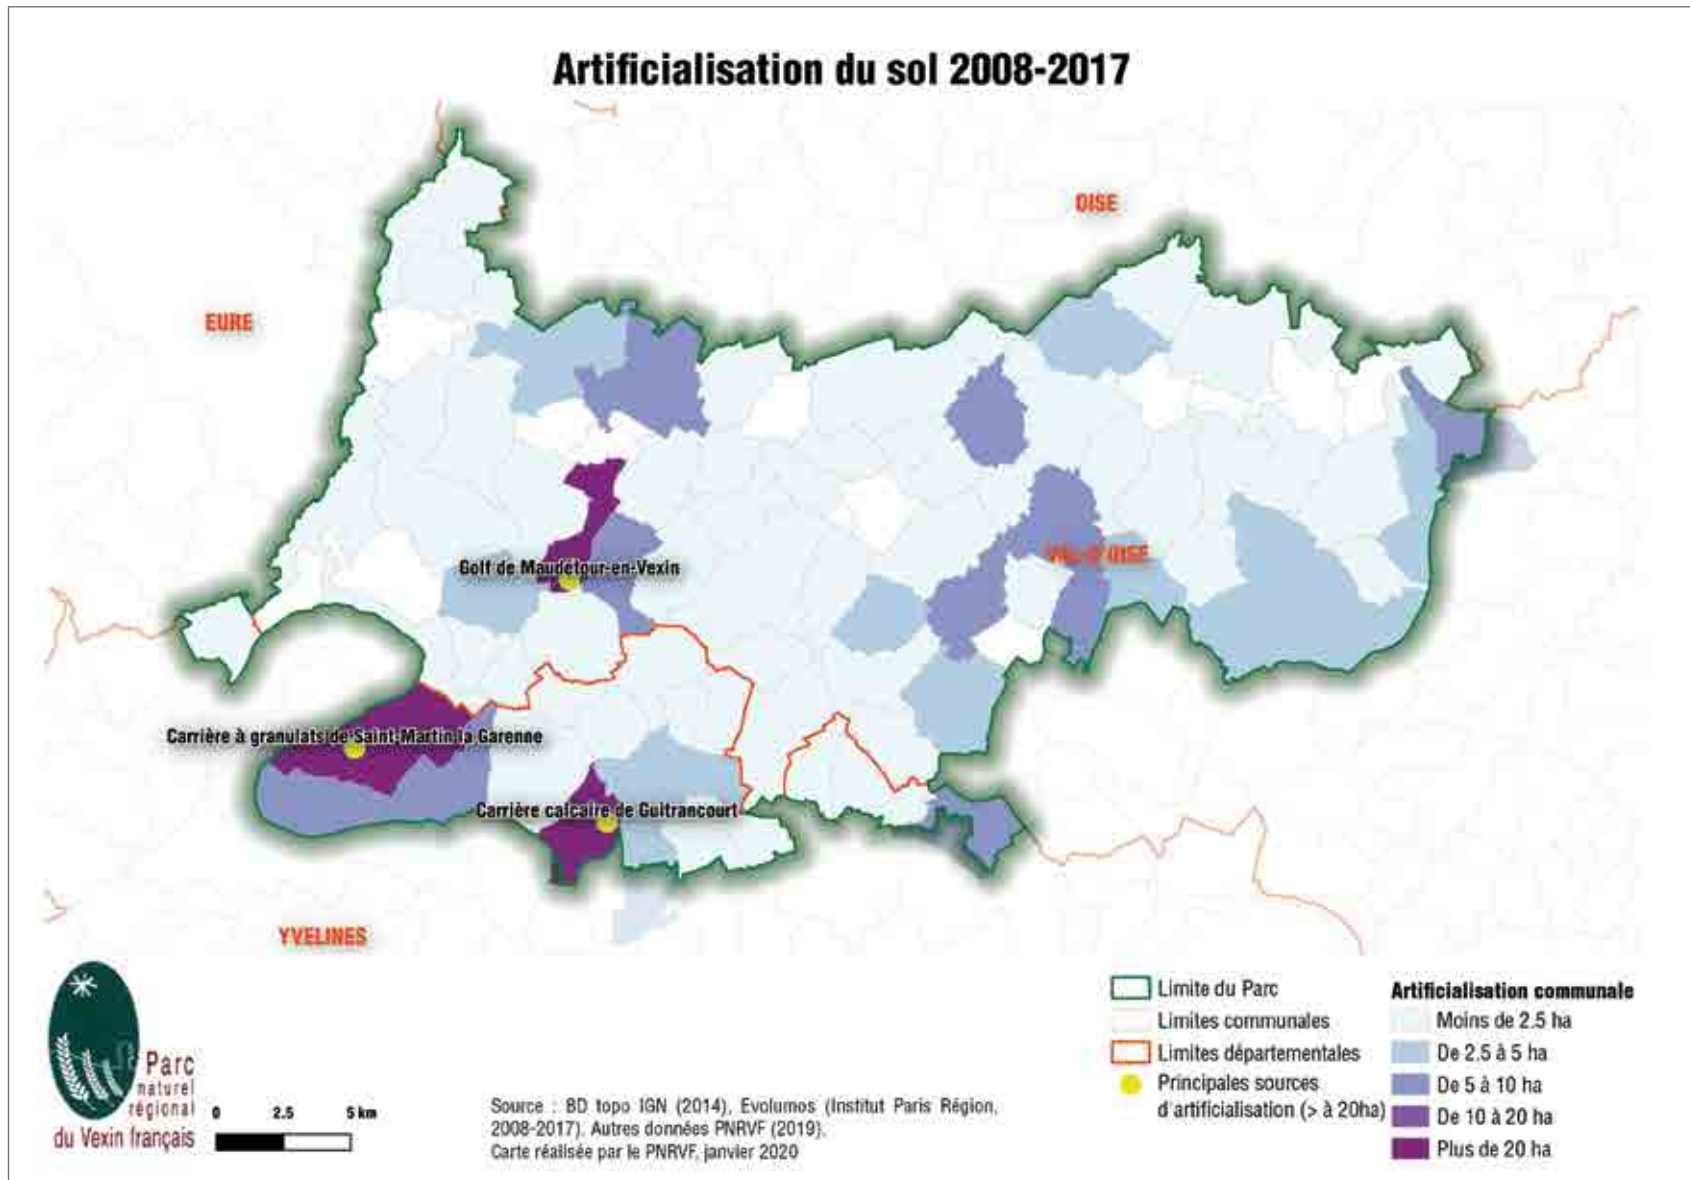 Artificialisation du sol 2008-2017
OISE
EURE
VAL-D'OISE
Golf de Maudétour-en-Vexin
Carrière à granulats de Saint-Martin la Garenne
Carrière calcaire de Guitrancourt
YVELINES
Parc
naturel
régional
du Vexin français
0 2.5 5 km
Source : BD topo IGN (2014), Evolumos (Institut Paris Région,
2008-2017). Autres données PNRVF (2019).
Carte réalisée par le PNRVF, janvier 2020
Limite du Parc
Limites communales
Limites départementales
Principales sources
d'artificialisation (> à 20ha)
Artificialisation communale
Moins de 2.5 ha
De 2.5 à 5 ha
De 5 à 10 ha
De 10 à 20 ha
Plus de 20 ha